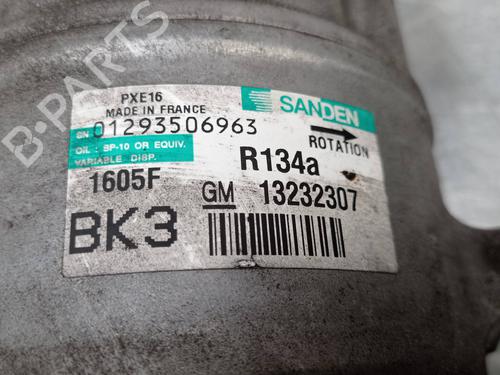 PXE16
MADE IN FRANCE
SANDEN
SN 01293506963
ROTATION
OIL : SP-10 OR EQUIV.
VARIABLE DISP.
R134a
1605F
GM 13232307
BK3
B-PARTS